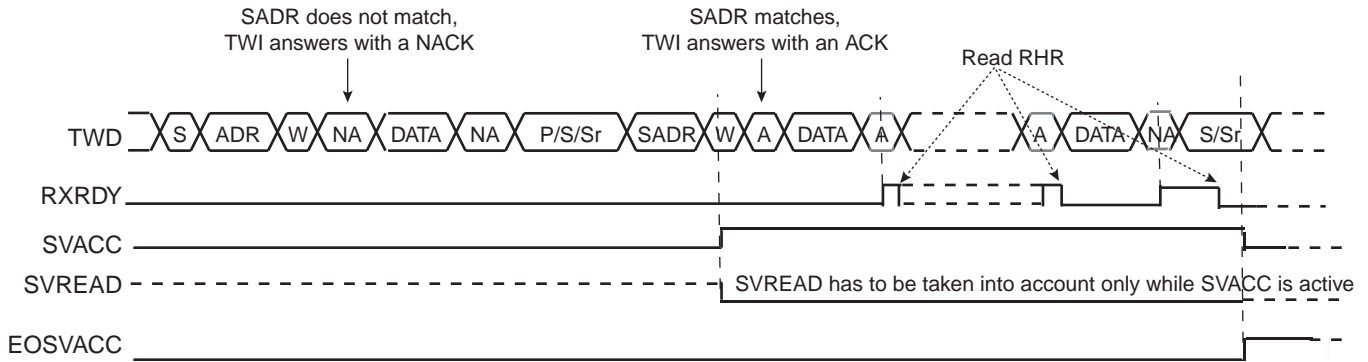 SADR does not match,
TWI answers with a NACK
SADR matches,
TWI answers with an ACK
Read RHR
TWD S ADR W NA DATA NA P/S/Sr SADR W A DATA A A DATA NA S/Sr
RXRDY
SVACC
SVREAD SVREAD has to be taken into account only while SVACC is active
EOSVACC